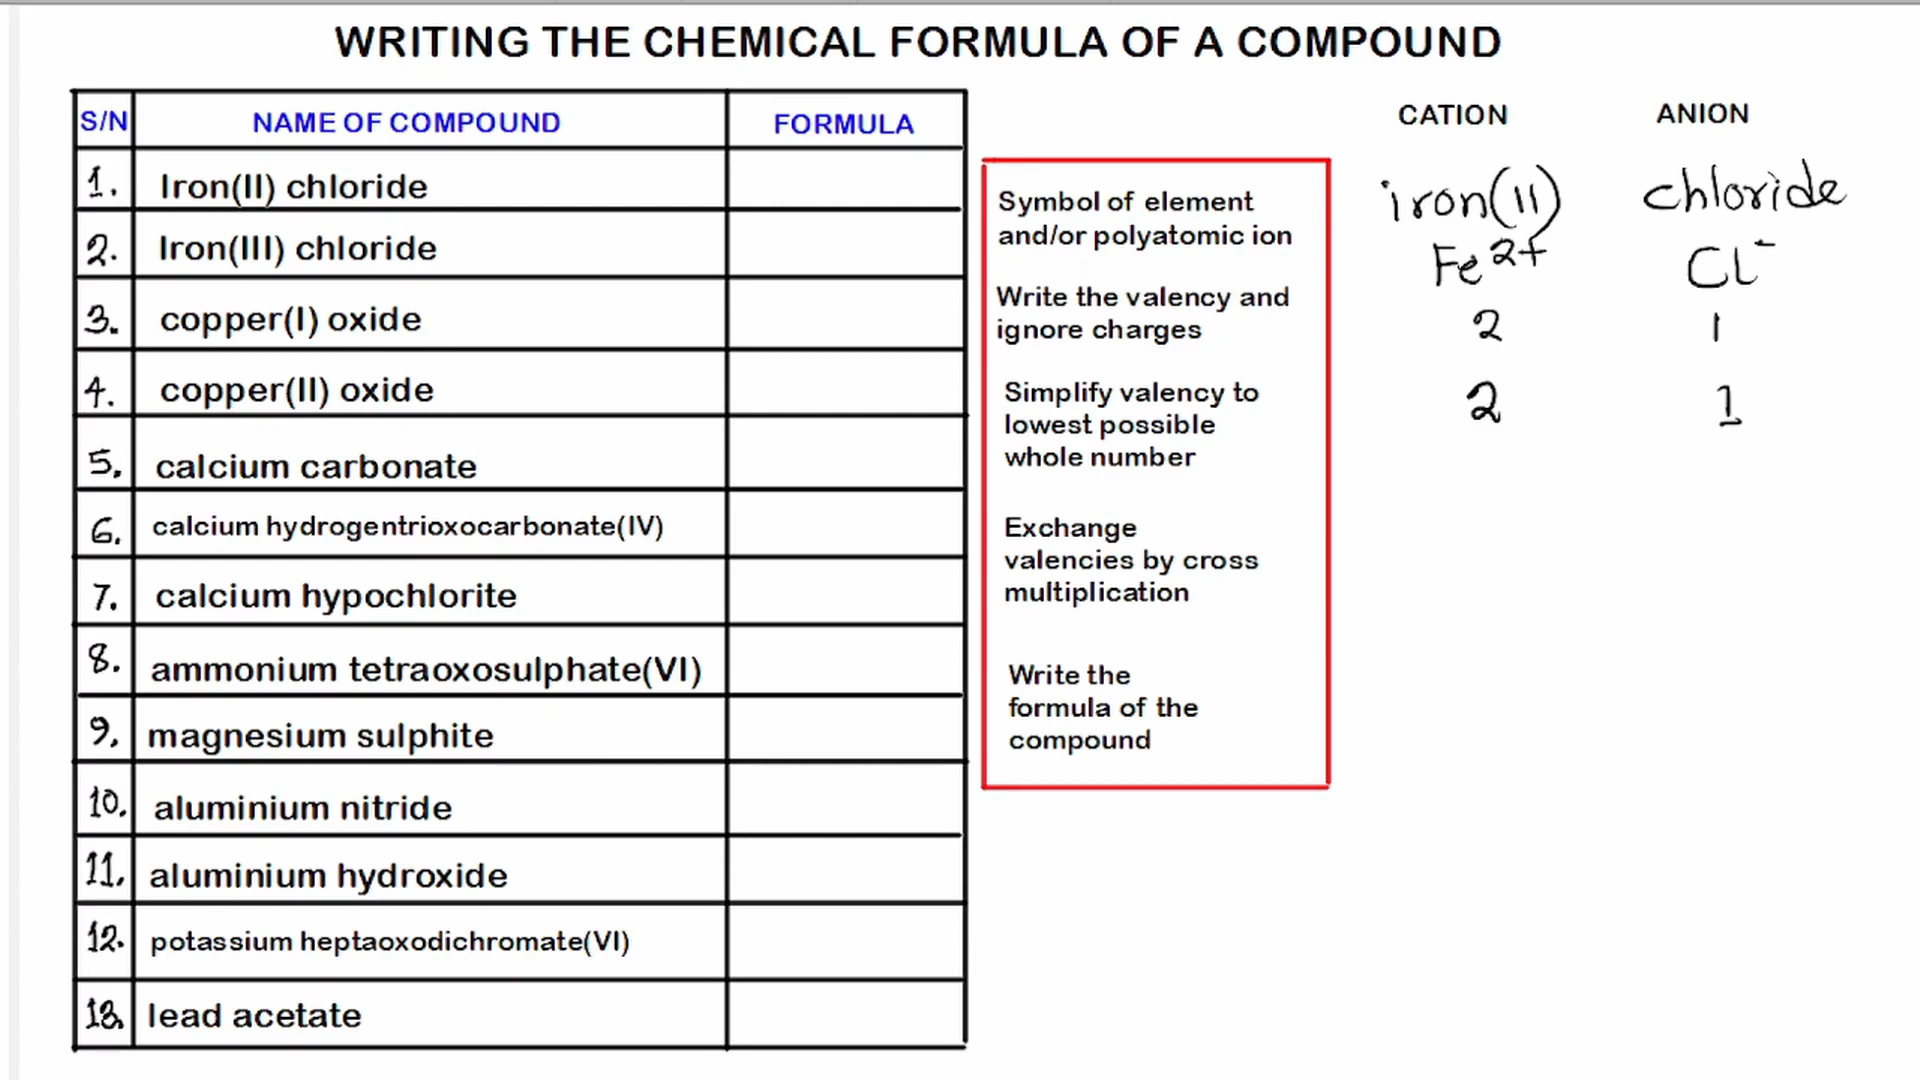 WRITING THE CHEMICAL FORMULA OF A COMPOUND
S/N NAME OF COMPOUND FORMULA
1. Iron(II) chloride
2. Iron(III) chloride
3. copper(I) oxide
4. copper(II) oxide
5. calcium carbonate
6. calcium hydrogentrioxocarbonate(IV)
7. calcium hypochlorite
8. ammonium tetraoxosulphate(VI)
9. magnesium sulphite
10. aluminium nitride
11. aluminium hydroxide
12. potassium heptaoxodichromate(VI)
13. lead acetate
Symbol of element
and/or polyatomic ion
Write the valency and
ignore charges
Simplify valency to
lowest possible
whole number
Exchange
valencies by cross
multiplication
Write the
formula of the
compound
CATION ANION
iron(II) chloride
Fe²⁺ Cl⁻
2 1
2 1